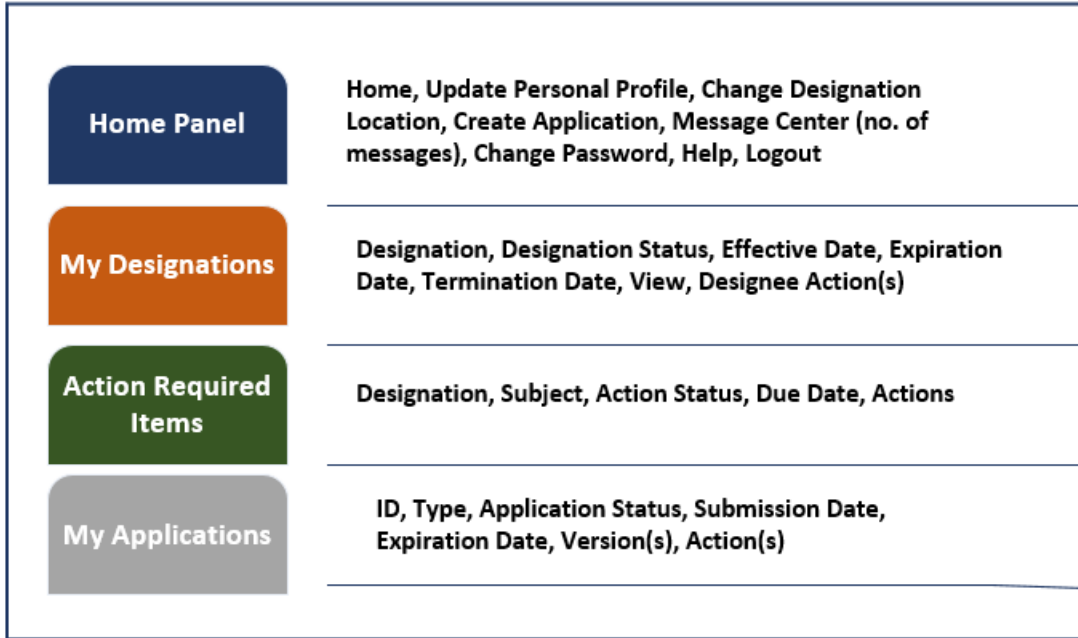 Home Panel
Home, Update Personal Profile, Change Designation
Location, Create Application, Message Center (no. of
messages), Change Password, Help, Logout
My Designations
Designation, Designation Status, Effective Date, Expiration
Date, Termination Date, View, Designee Action(s)
Action Required
Items
Designation, Subject, Action Status, Due Date, Actions
My Applications
ID, Type, Application Status, Submission Date,
Expiration Date, Version(s), Action(s)